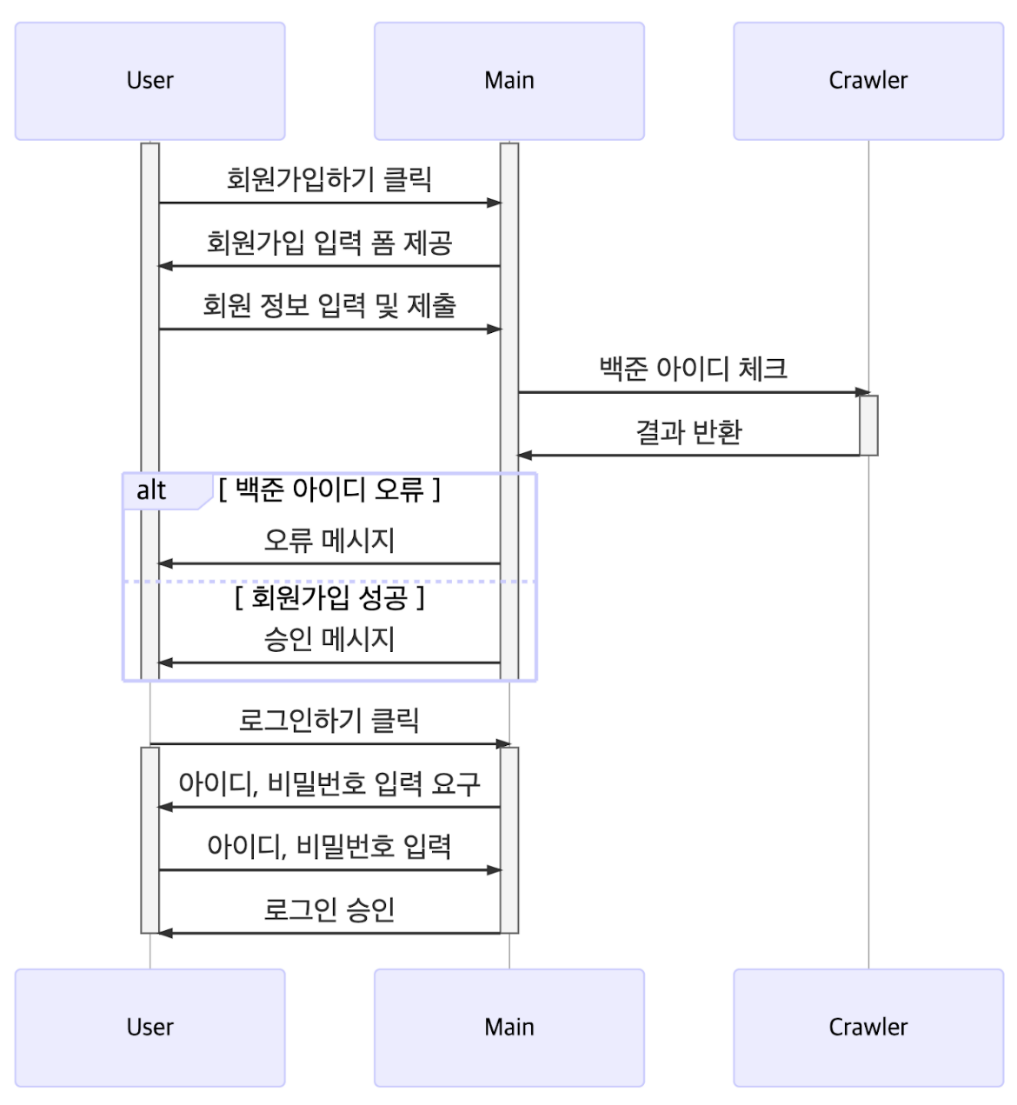 User
Main
Crawler
회원가입하기 클릭
회원가입 입력 폼 제공
회원 정보 입력 및 제출
백준 아이디 체크
결과 반환
alt
[ 백준 아이디 오류 ]
오류 메시지
[ 회원가입 성공 ]
승인 메시지
로그인하기 클릭
아이디, 비밀번호 입력 요구
아이디, 비밀번호 입력
로그인 승인
User
Main
Crawler